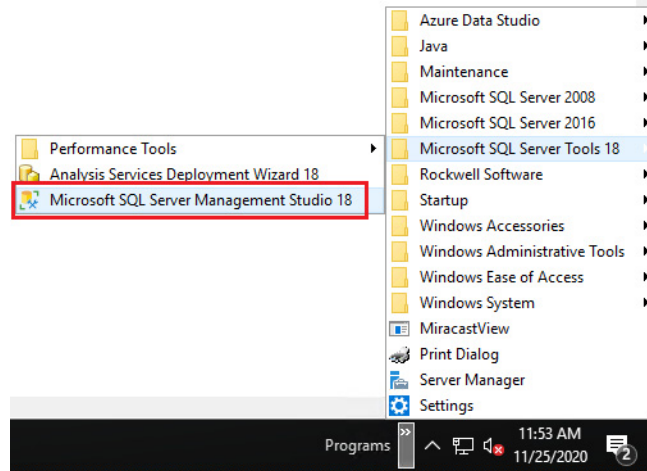 Azure Data Studio
Java
Maintenance
Microsoft SQL Server 2008
Microsoft SQL Server 2016
Microsoft SQL Server Tools 18
Rockwell Software
Startup
Windows Accessories
Windows Administrative Tools
Windows Ease of Access
Windows System
MiracastView
Print Dialog
Server Manager
Settings
Performance Tools
Analysis Services Deployment Wizard 18
Microsoft SQL Server Management Studio 18
Programs
11:53 AM
11/25/2020
2